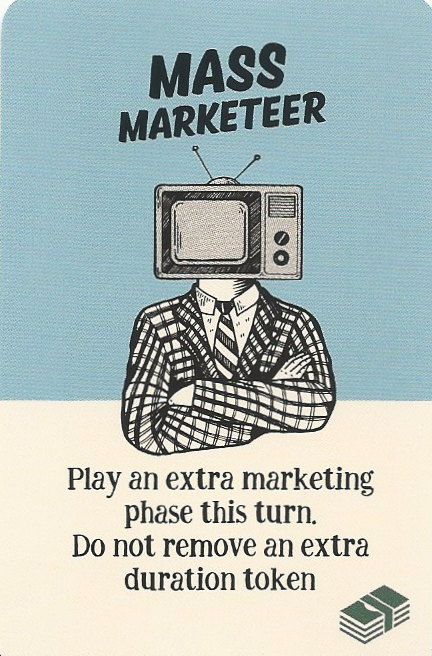 MASS
MARKETEER
Play an extra marketing
phase this turn.
Do not remove an extra
duration token